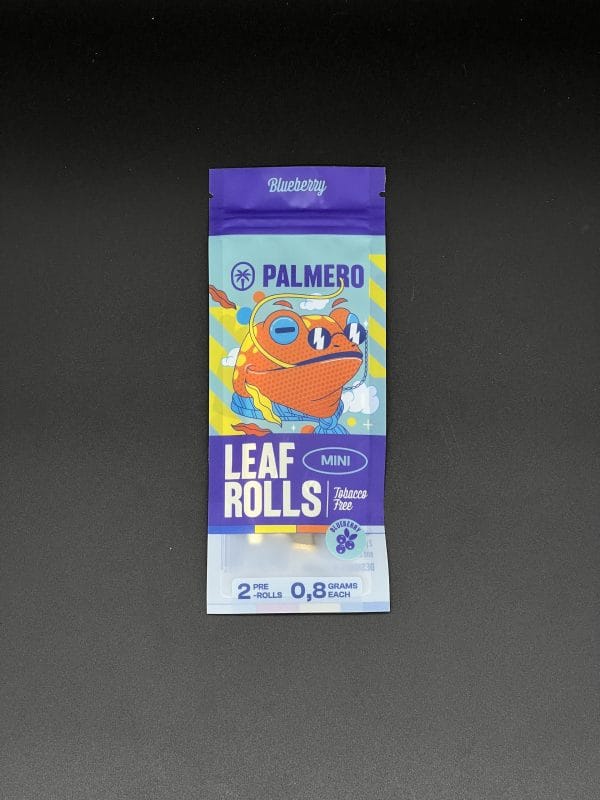 Blueberry
PALMERO
LEAF
ROLLS
MINI
Tobacco
Free
BLUEBERRY
2 PRE
-ROLLS
0,8 GRAMS
EACH